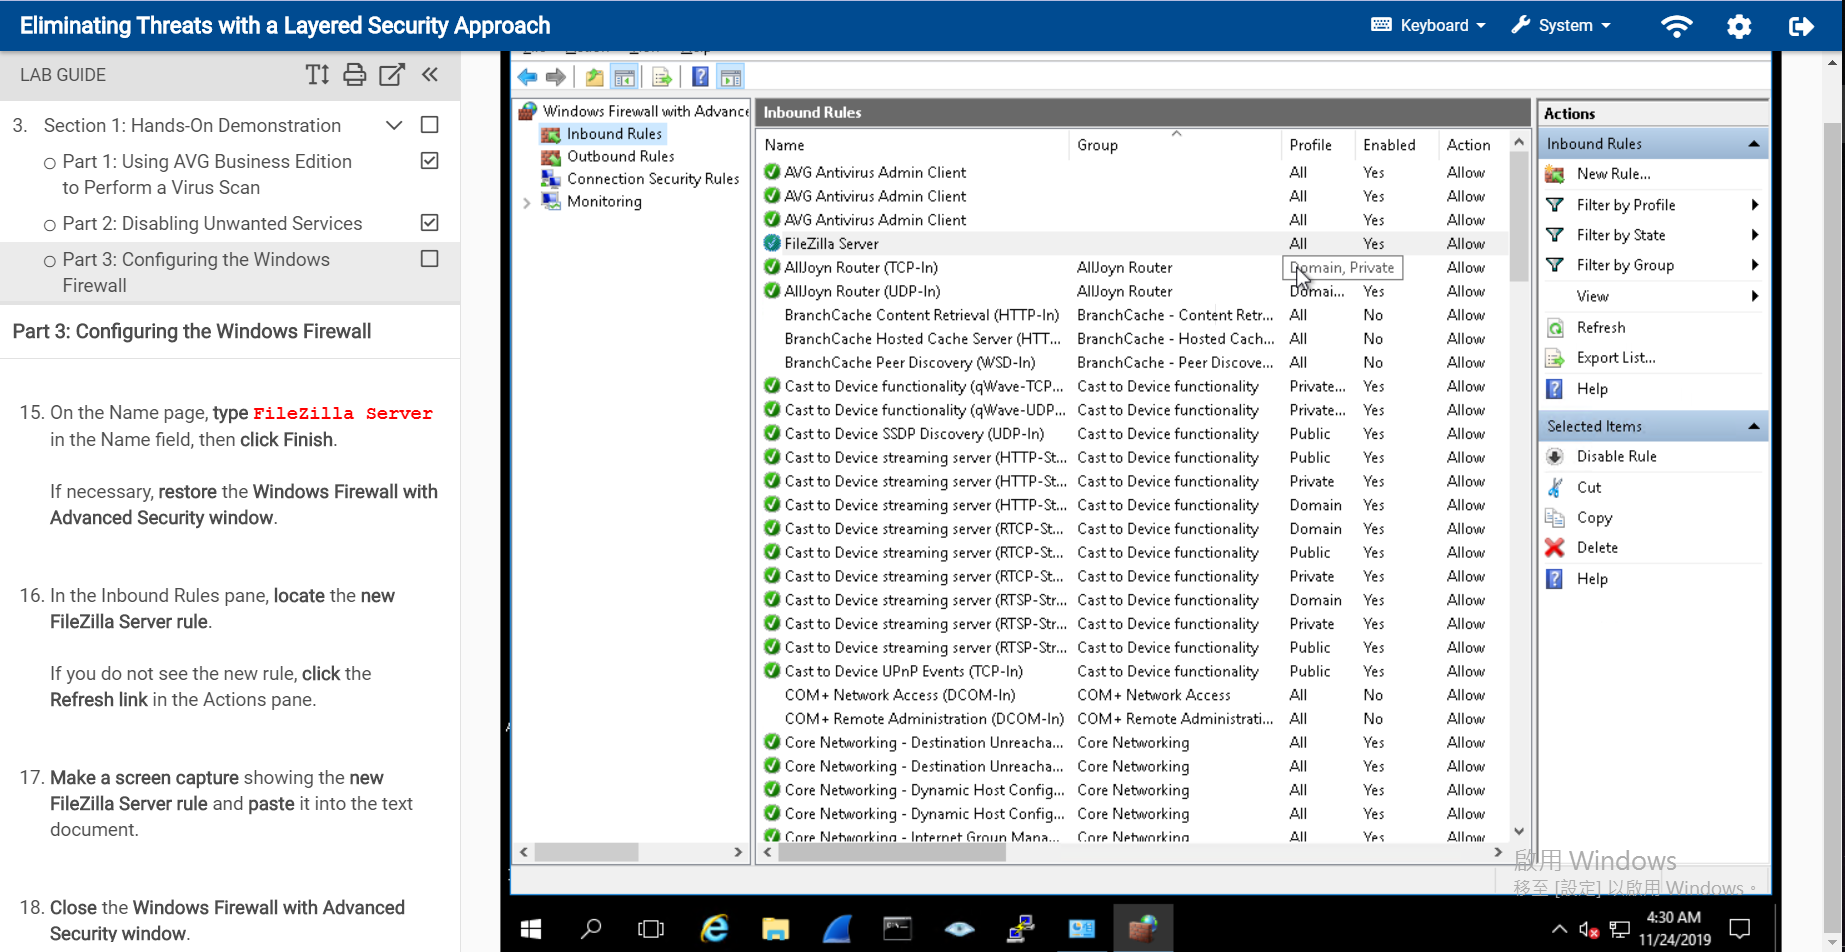 Eliminating Threats with a Layered Security Approach
Keyboard
System
LAB GUIDE
3. Section 1: Hands-On Demonstration
Part 1: Using AVG Business Edition
to Perform a Virus Scan
Part 2: Disabling Unwanted Services
Part 3: Configuring the Windows
Firewall
Part 3: Configuring the Windows Firewall
15. On the Name page, type FileZilla Server
in the Name field, then click Finish.
If necessary, restore the Windows Firewall with
Advanced Security window.
16. In the Inbound Rules pane, locate the new
FileZilla Server rule.
If you do not see the new rule, click the
Refresh link in the Actions pane.
17. Make a screen capture showing the new
FileZilla Server rule and paste it into the text
document.
18. Close the Windows Firewall with Advanced
Security window.
Windows Firewall with Advance
Inbound Rules
Outbound Rules
Connection Security Rules
Monitoring
Inbound Rules
Name Group Profile Enabled Action
AVG Antivirus Admin Client All Yes Allow
AVG Antivirus Admin Client All Yes Allow
AVG Antivirus Admin Client All Yes Allow
FileZilla Server All Yes Allow
AllJoyn Router (TCP-In) AllJoyn Router Domain, Private Allow
AllJoyn Router (UDP-In) AllJoyn Router Domai... Yes Allow
BranchCache Content Retrieval (HTTP-In) BranchCache - Content Retr... All No Allow
BranchCache Hosted Cache Server (HTT... BranchCache - Hosted Cach... All No Allow
BranchCache Peer Discovery (WSD-In) BranchCache - Peer Discove... All No Allow
Cast to Device functionality (qWave-TCP... Cast to Device functionality Private... Yes Allow
Cast to Device functionality (qWave-UDP... Cast to Device functionality Private... Yes Allow
Cast to Device SSDP Discovery (UDP-In) Cast to Device functionality Public Yes Allow
Cast to Device streaming server (HTTP-St... Cast to Device functionality Public Yes Allow
Cast to Device streaming server (HTTP-St... Cast to Device functionality Private Yes Allow
Cast to Device streaming server (HTTP-St... Cast to Device functionality Domain Yes Allow
Cast to Device streaming server (RTCP-St... Cast to Device functionality Domain Yes Allow
Cast to Device streaming server (RTCP-St... Cast to Device functionality Public Yes Allow
Cast to Device streaming server (RTCP-St... Cast to Device functionality Private Yes Allow
Cast to Device streaming server (RTSP-Str... Cast to Device functionality Domain Yes Allow
Cast to Device streaming server (RTSP-Str... Cast to Device functionality Private Yes Allow
Cast to Device streaming server (RTSP-Str... Cast to Device functionality Public Yes Allow
Cast to Device UPnP Events (TCP-In) Cast to Device functionality Public Yes Allow
COM+ Network Access (DCOM-In) COM+ Network Access All No Allow
COM+ Remote Administration (DCOM-In) COM+ Remote Administrati... All No Allow
Core Networking - Destination Unreacha... Core Networking All Yes Allow
Core Networking - Destination Unreacha... Core Networking All Yes Allow
Core Networking - Dynamic Host Config... Core Networking All Yes Allow
Core Networking - Dynamic Host Config... Core Networking All Yes Allow
Core Networking - Internet Group Mana... Core Networking All Yes Allow
Actions
Inbound Rules
New Rule...
Filter by Profile
Filter by State
Filter by Group
View
Refresh
Export List...
Help
Selected Items
Disable Rule
Cut
Copy
Delete
Help
啟用 Windows
移至 [設定] 以啟用 Windows。
4:30 AM
11/24/2019